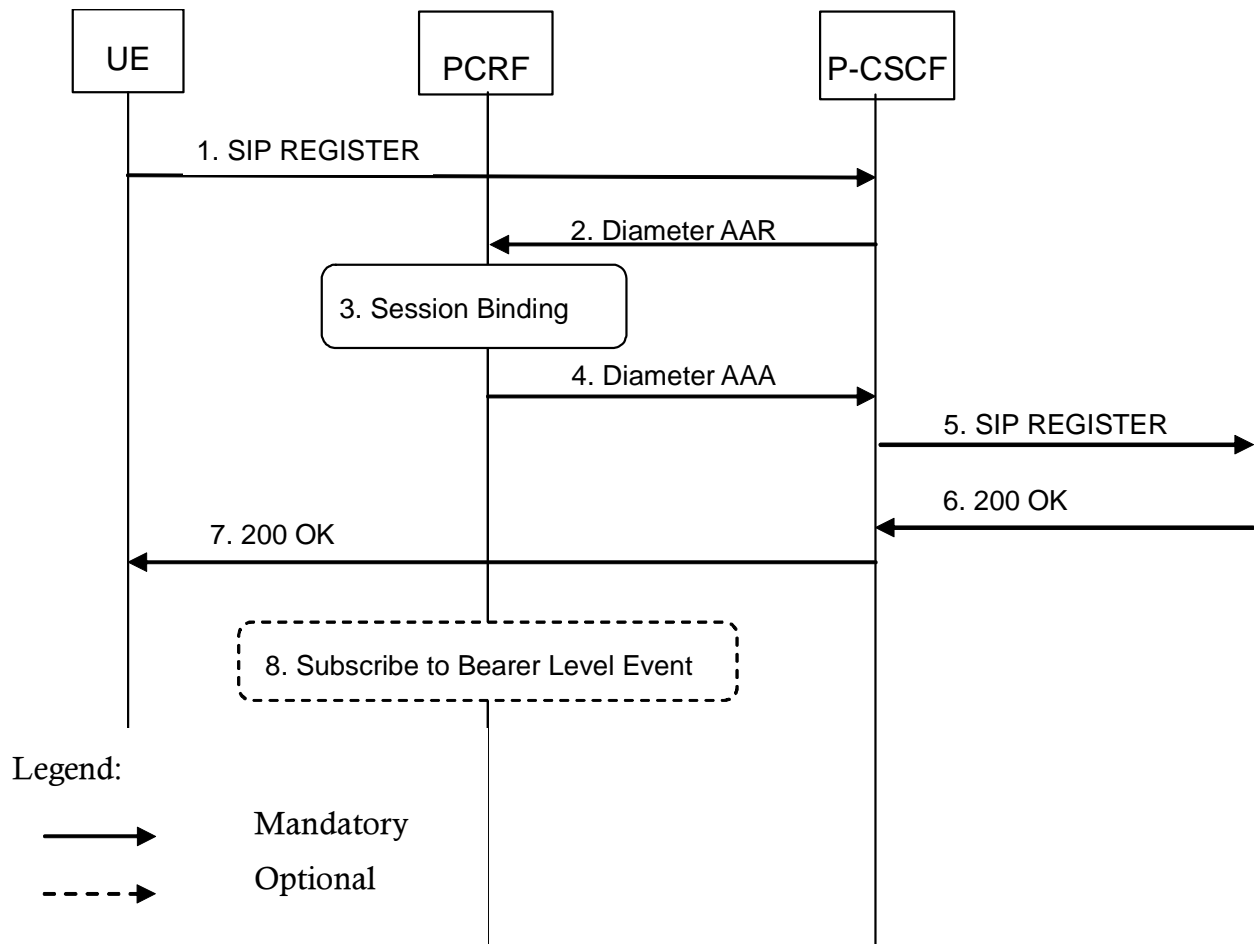 UE
PCRF
P-CSCF
1. SIP REGISTER
2. Diameter AAR
3. Session Binding
4. Diameter AAA
5. SIP REGISTER
6. 200 OK
7. 200 OK
8. Subscribe to Bearer Level Event
Legend:
Mandatory
Optional